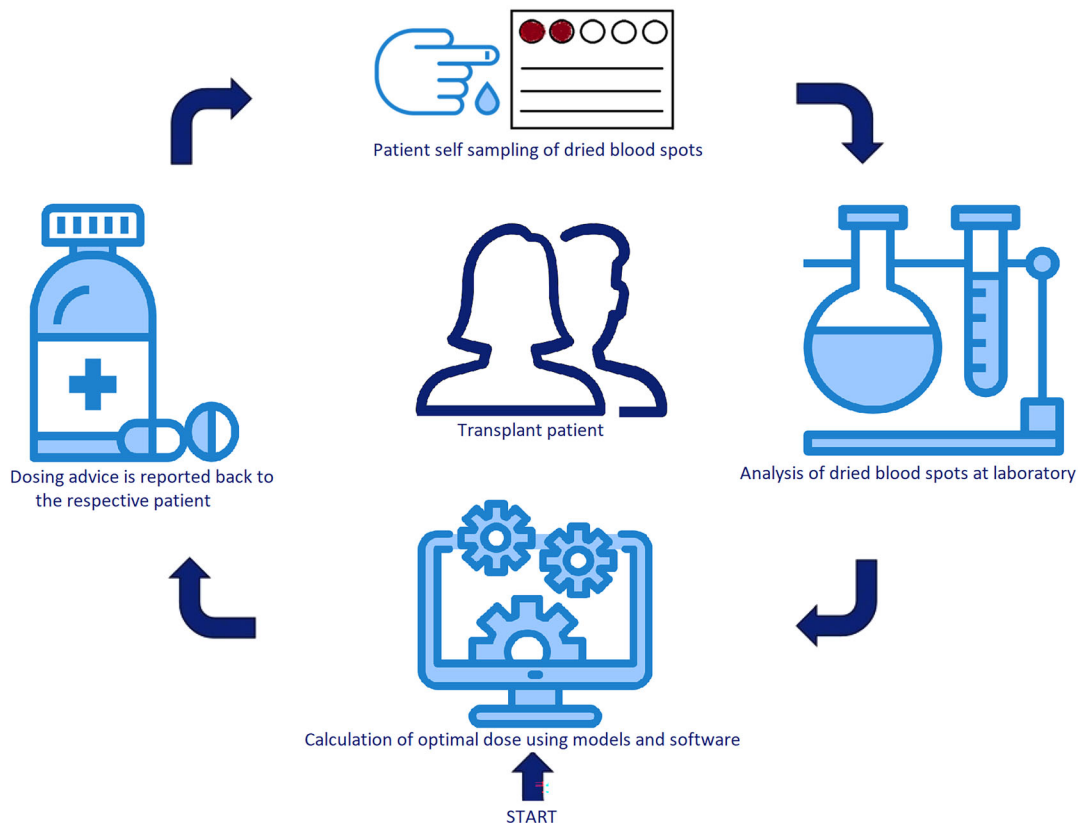 Patient self sampling of dried blood spots
Transplant patient
Analysis of dried blood spots at laboratory
Dosing advice is reported back to
the respective patient
Calculation of optimal dose using models and software
START